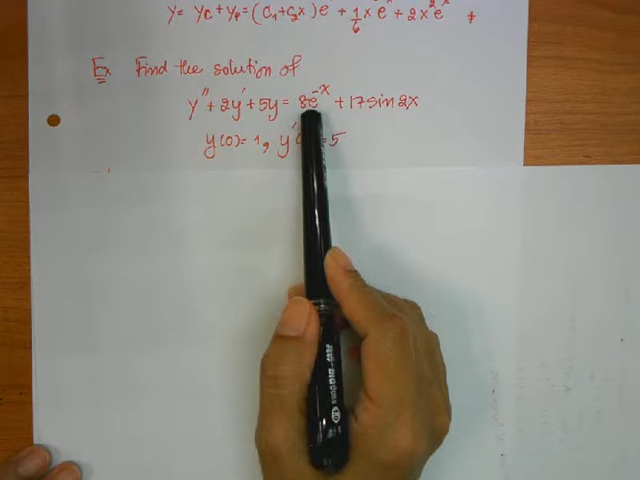 y = yc + yp = (c1 + c2x)e + 1/6 x e + 2x²e
Ex Find the solution of
y'' + 2y' + 5y = 8e^-x + 17 sin 2x
y(0) = 1, y' = 5